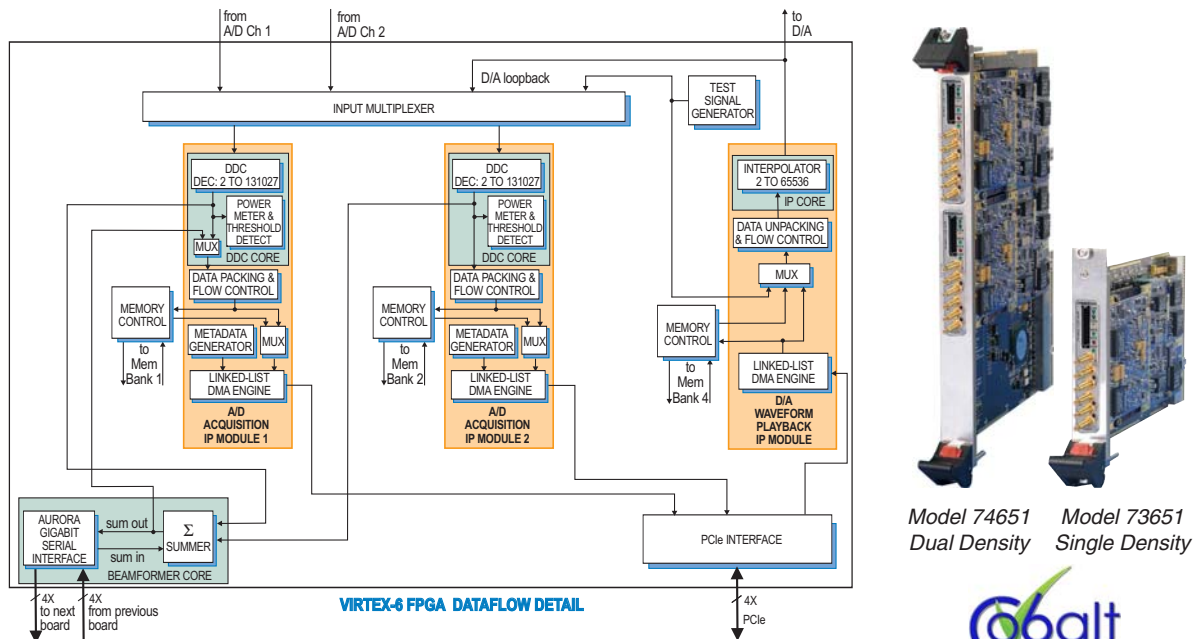 from
A/D Ch 1
from
A/D Ch 2
to
D/A
D/A loopback
INPUT MULTIPLEXER
TEST
SIGNAL
GENERATOR
DDC
DEC: 2 TO 131027
POWER
METER &
THRESHOLD
DETECT
MUX
DDC CORE
DATA PACKING &
FLOW CONTROL
MEMORY
CONTROL
METADATA
GENERATOR
MUX
to
Mem
Bank 1
LINKED-LIST
DMA ENGINE
A/D
ACQUISITION
IP MODULE 1
DDC
DEC: 2 TO 131027
POWER
METER &
THRESHOLD
DETECT
DDC CORE
DATA PACKING &
FLOW CONTROL
MEMORY
CONTROL
METADATA
GENERATOR
MUX
to
Mem
Bank 2
LINKED-LIST
DMA ENGINE
A/D
ACQUISITION
IP MODULE 2
INTERPOLATOR
2 TO 65536
IP CORE
DATA UNPACKING
& FLOW CONTROL
MUX
MEMORY
CONTROL
to
Mem
Bank 4
LINKED-LIST
DMA ENGINE
D/A
WAVEFORM
PLAYBACK
IP MODULE
AURORA
GIGABIT
SERIAL
INTERFACE
sum out
sum in
Σ
SUMMER
BEAMFORMER CORE
PCIe INTERFACE
4X
to next
board
4X
from previous
board
VIRTEX-6 FPGA DATAFLOW DETAIL
4X
PCIe
Model 74651
Dual Density
Model 73651
Single Density
Cobalt